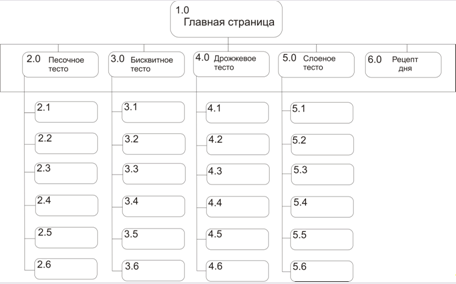 1.0
Главная страница
2.0 Песочное
тесто
3.0 Бисквитное
тесто
4.0 Дрожжевое
тесто
5.0 Слоеное
тесто
6.0 Рецепт
дня
2.1
3.1
4.1
5.1
2.2
3.2
4.2
5.2
2.3
3.3
4.3
5.3
2.4
3.4
4.4
5.4
2.5
3.5
4.5
5.5
2.6
3.6
4.6
5.6